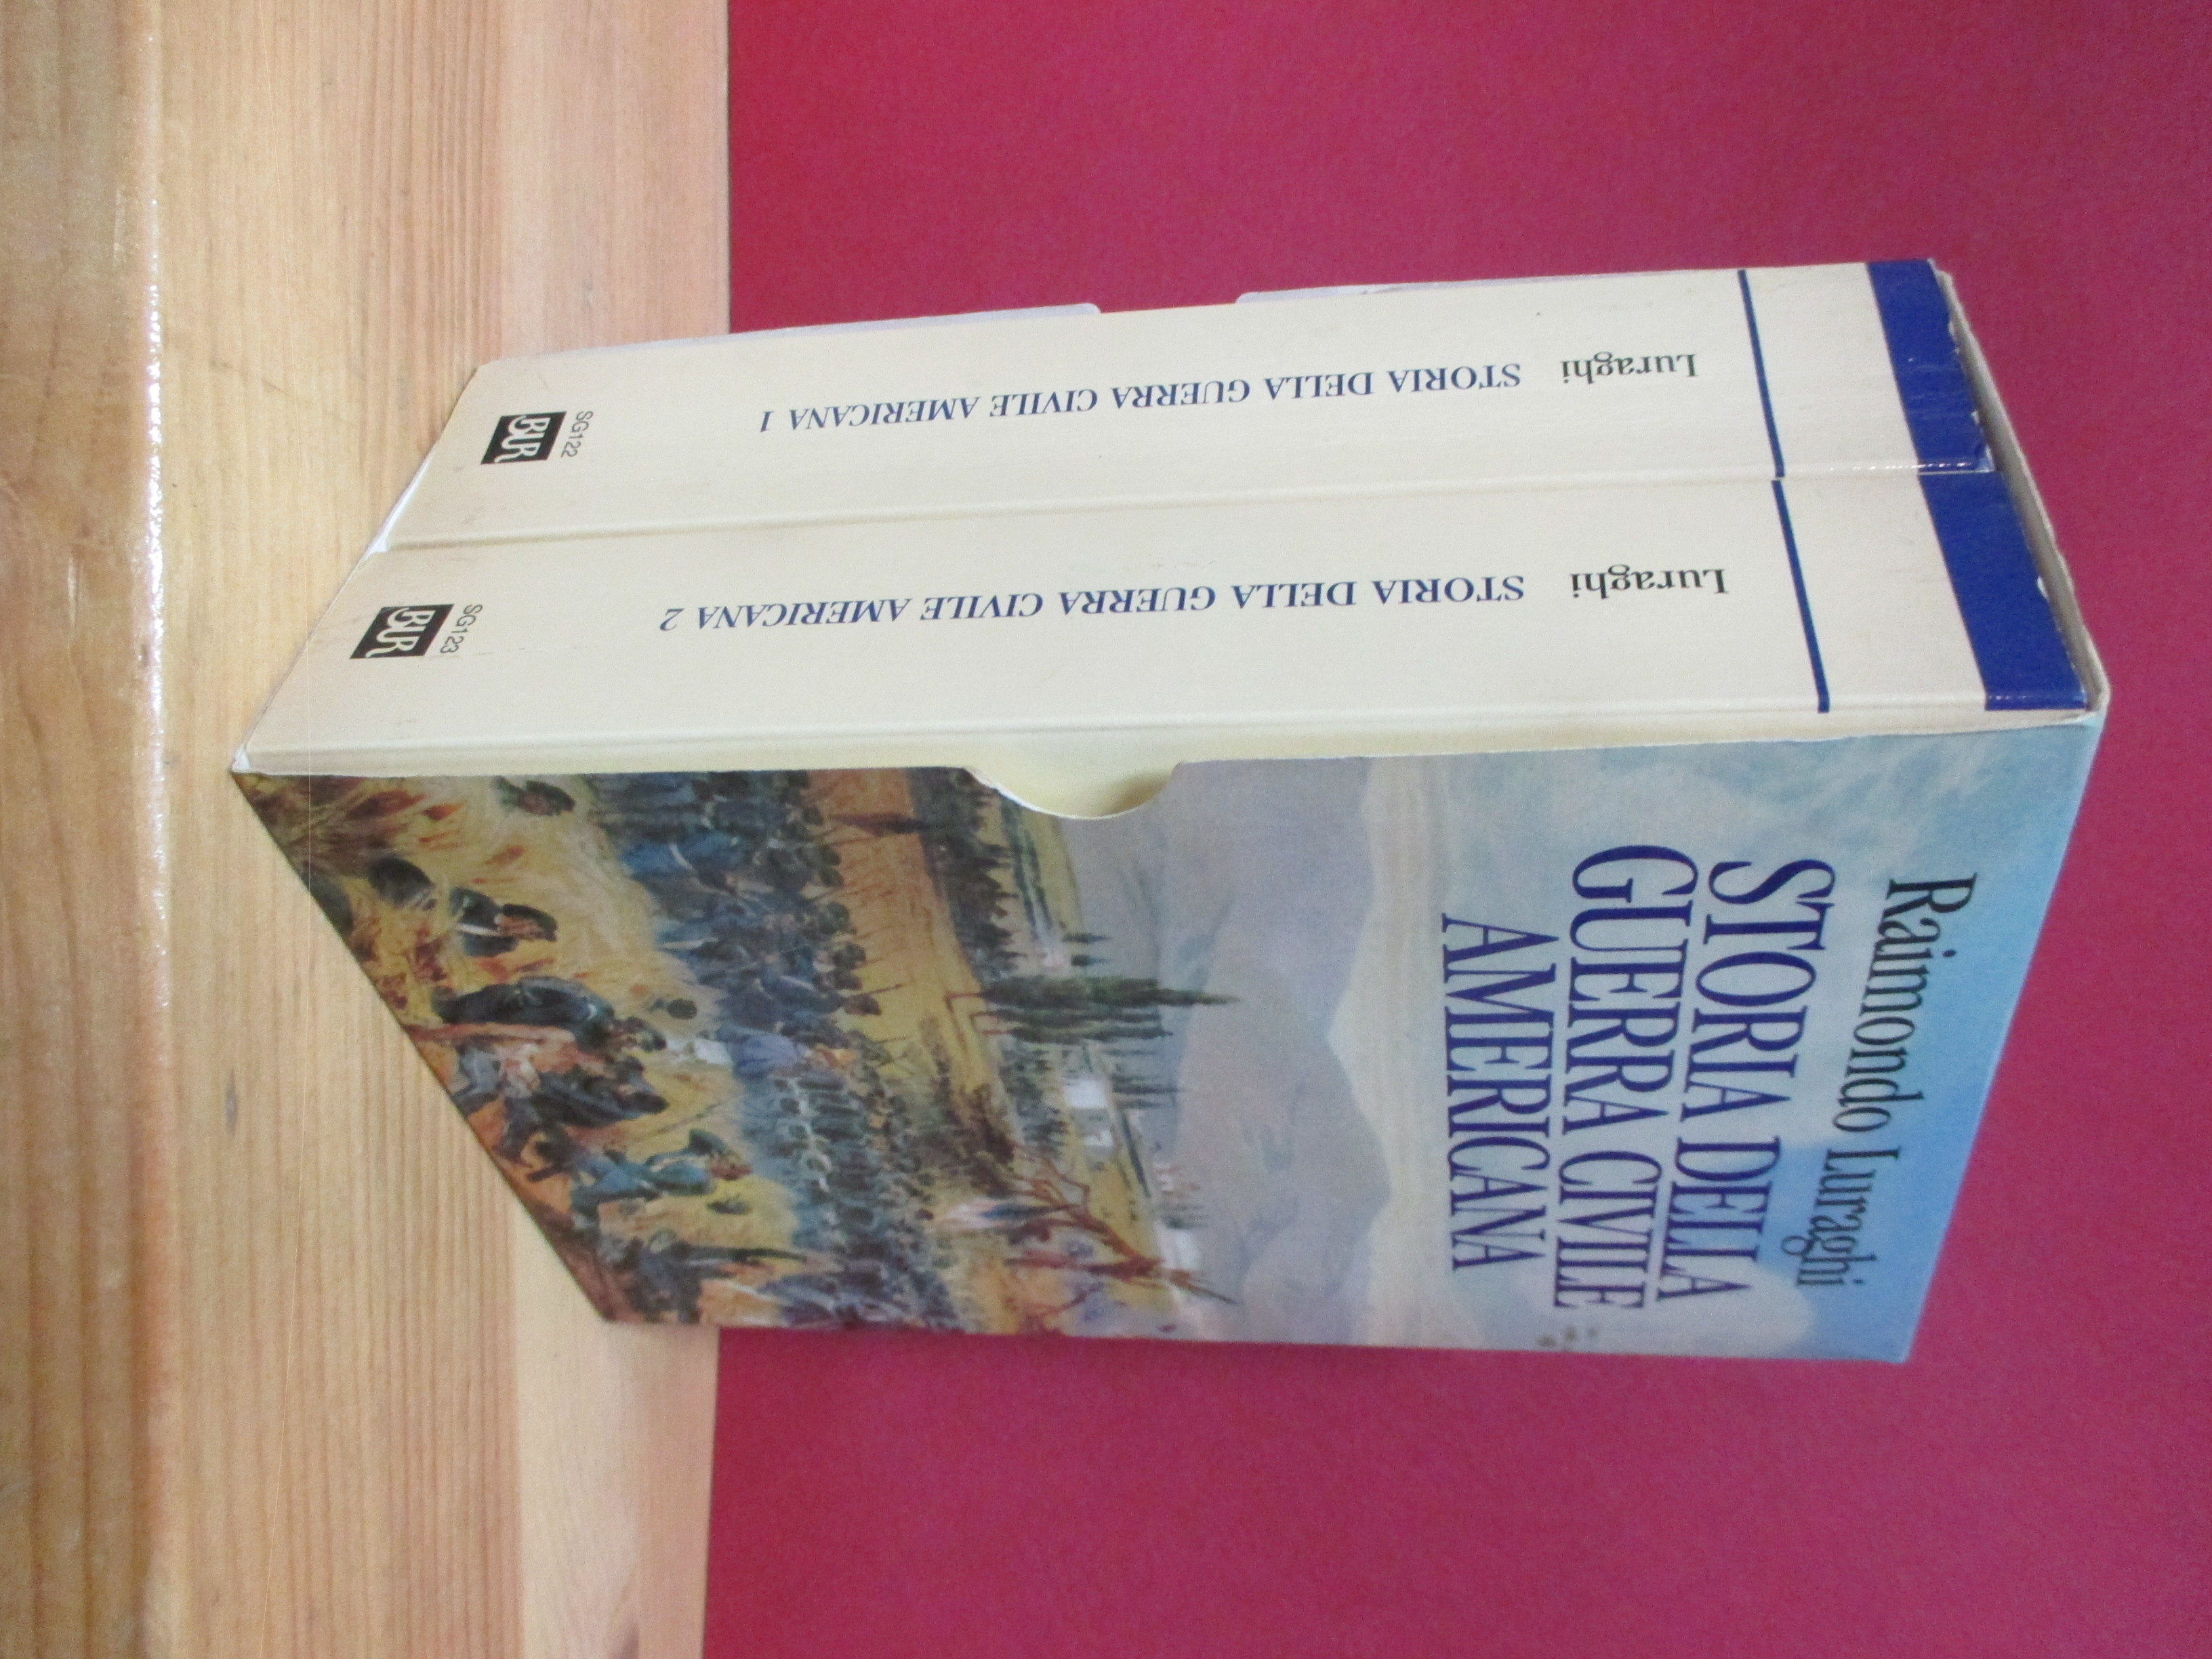 Luraghi STORIA DELLA GUERRA CIVILE AMERICANA 1
SG122
BUR
Luraghi STORIA DELLA GUERRA CIVILE AMERICANA 2
SG123
BUR
Raimondo Luraghi
STORIA DELLA
GUERRA CIVILE
AMERICANA